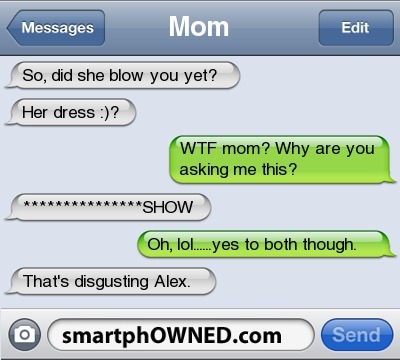 Messages
Mom
Edit
So, did she blow you yet?
Her dress :)?
WTF mom? Why are you
asking me this?
***************SHOW
Oh, lol......yes to both though.
That's disgusting Alex.
smartphOWNED.com
Send